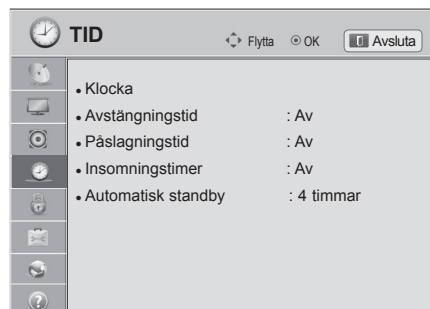 TID Flytta OK Avsluta
Klocka
Avstängningstid : Av
Påslagningstid : Av
Insomningstimer : Av
Automatisk standby : 4 timmar